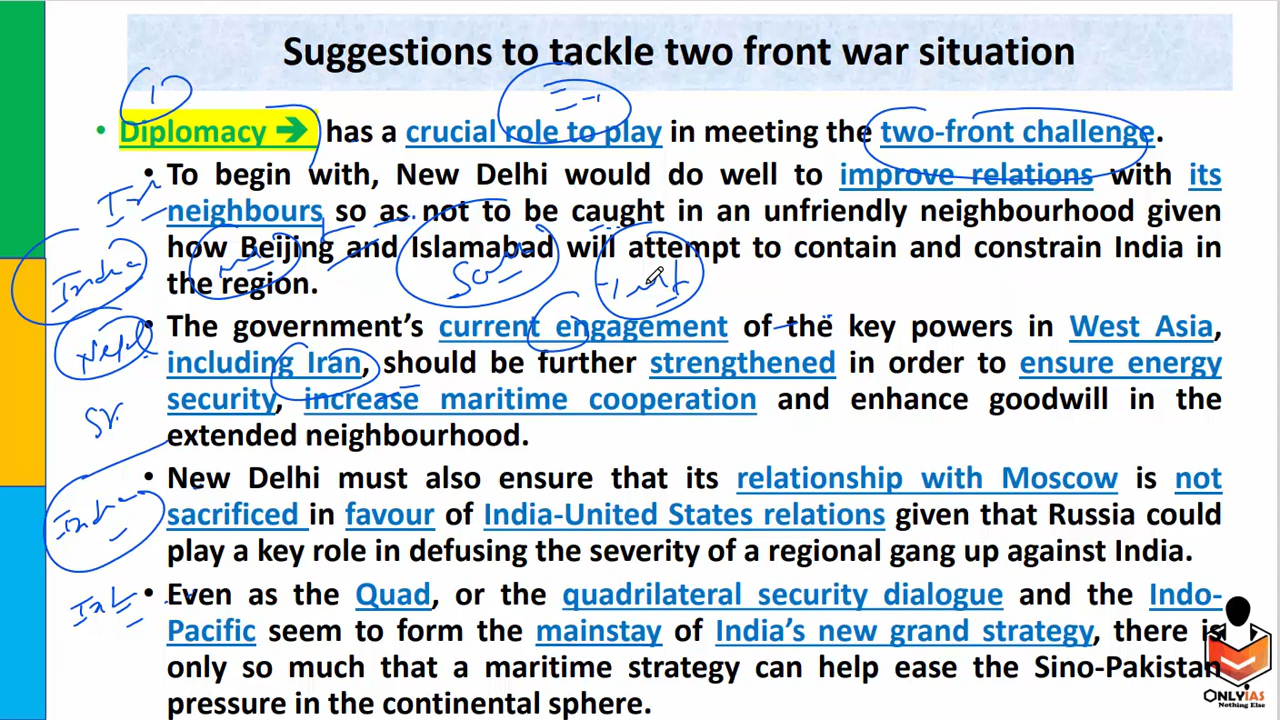 Suggestions to tackle two front war situation
1
• Diplomacy → has a crucial role to play in meeting the two-front challenge.
• To begin with, New Delhi would do well to improve relations with its
neighbours so as not to be caught in an unfriendly neighbourhood given
how Beijing and Islamabad will attempt to contain and constrain India in
the region.
India
• The government's current engagement of the key powers in West Asia,
Nepal
including Iran, should be further strengthened in order to ensure energy
security, increase maritime cooperation and enhance goodwill in the
extended neighbourhood.
• New Delhi must also ensure that its relationship with Moscow is not
sacrificed in favour of India-United States relations given that Russia could
play a key role in defusing the severity of a regional gang up against India.
• Even as the Quad, or the quadrilateral security dialogue and the Indo-
Pacific seem to form the mainstay of India's new grand strategy, there is
only so much that a maritime strategy can help ease the Sino-Pakistan
pressure in the continental sphere.
ONLYIAS
Nothing Else